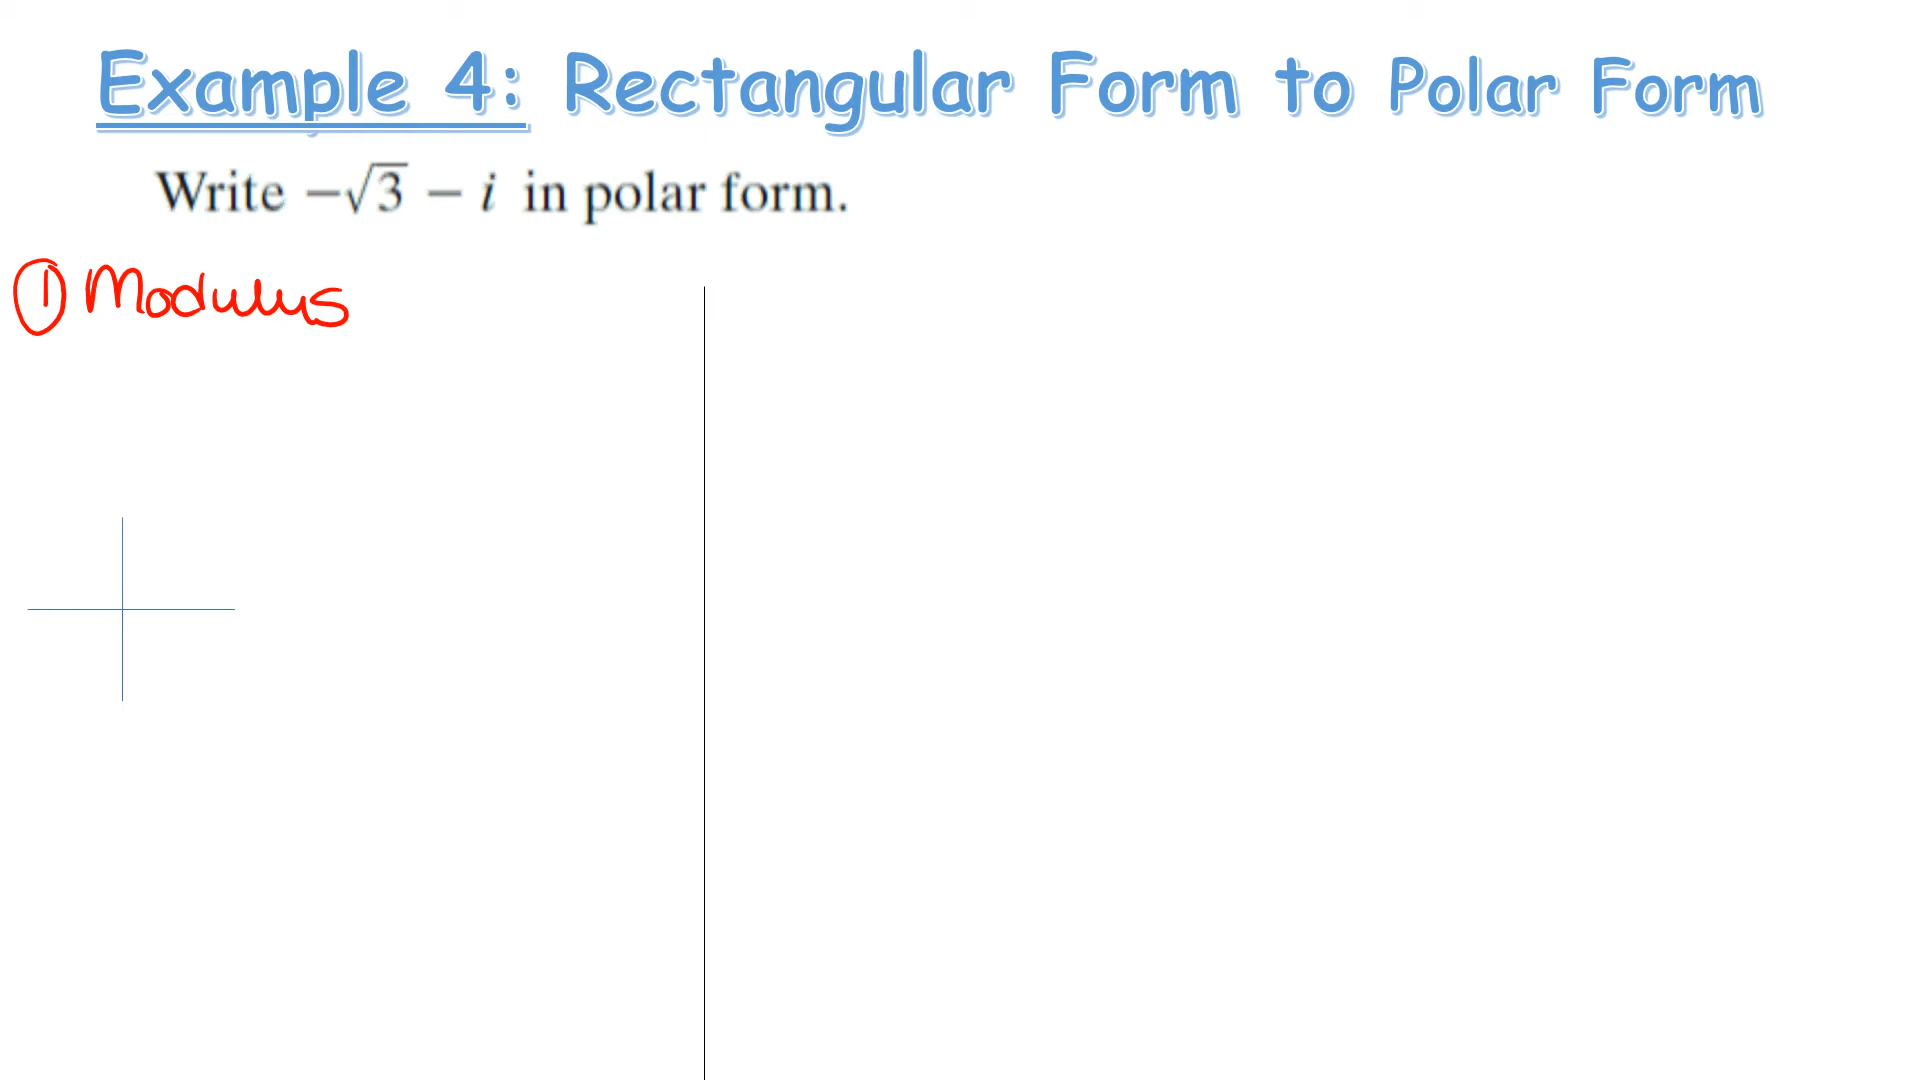 Example 4: Rectangular Form to Polar Form
Write −√3 − i in polar form.
① Modulus